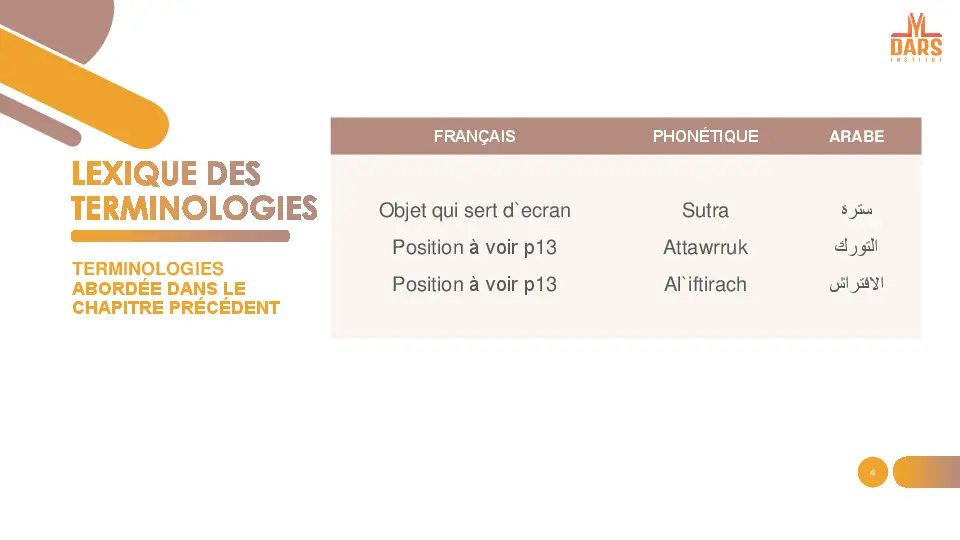 DARS
INSTITUT
LEXIQUE DES
TERMINOLOGIES
TERMINOLOGIES
ABORDÉE DANS LE
CHAPITRE PRÉCÉDENT
FRANÇAIS PHONÉTIQUE ARABE
Objet qui sert d`ecran Sutra سترة
Position à voir p13 Attawrruk التورك
Position à voir p13 Al`iftirach الافتراش
4